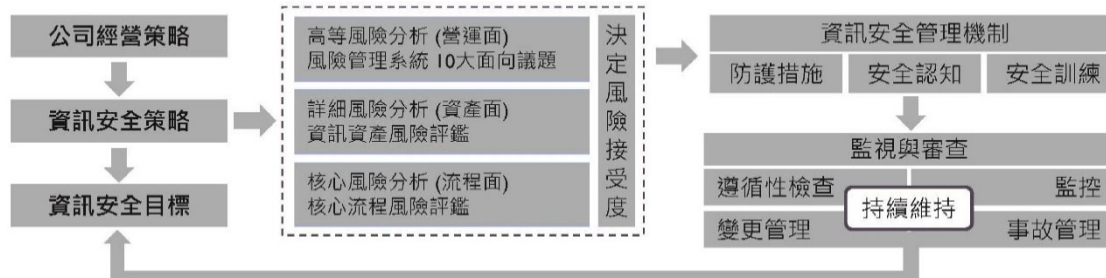 公司經營策略
資訊安全策略
資訊安全目標
高等風險分析 (營運面)
風險管理系統 10大面向議題
詳細風險分析 (資產面)
資訊資產風險評鑑
核心風險分析 (流程面)
核心流程風險評鑑
決定風險接受度
資訊安全管理機制
防護措施
安全認知
安全訓練
監視與審查
遵循性檢查
監控
持續維持
變更管理
事故管理